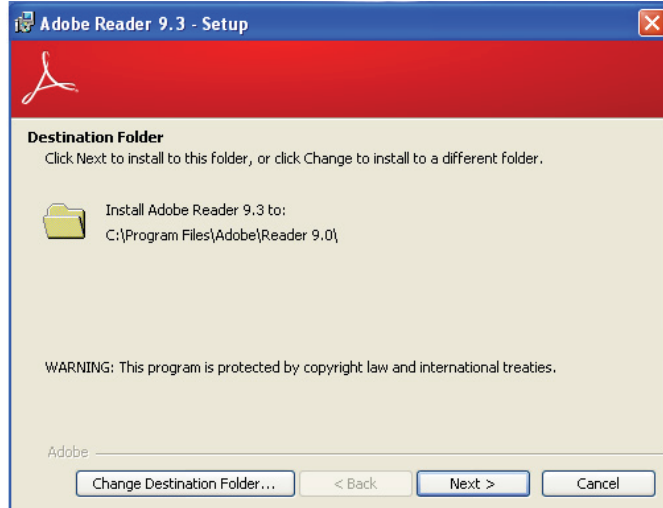 Adobe Reader 9.3 - Setup
Destination Folder
Click Next to install to this folder, or click Change to install to a different folder.
Install Adobe Reader 9.3 to:
C:\Program Files\Adobe\Reader 9.0\
WARNING: This program is protected by copyright law and international treaties.
Adobe
Change Destination Folder... < Back Next > Cancel